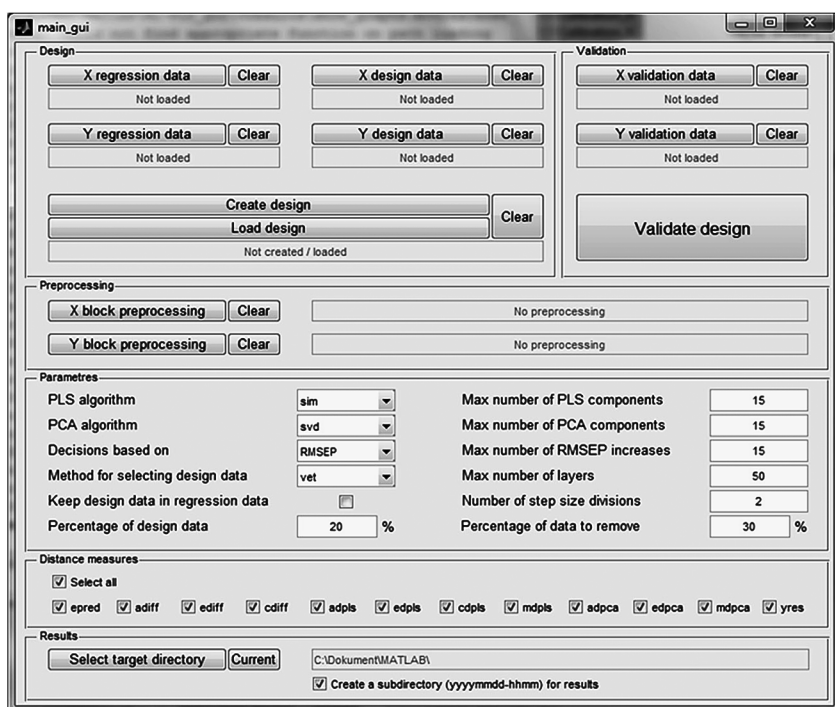 main_gui
Design
X regression data Clear X design data Clear
Not loaded Not loaded
Y regression data Clear Y design data Clear
Not loaded Not loaded
Create design
Load design
Clear
Not created / loaded
Validation
X validation data Clear
Not loaded
Y validation data Clear
Not loaded
Validate design
Preprocessing
X block preprocessing Clear No preprocessing
Y block preprocessing Clear No preprocessing
Parametres
PLS algorithm sim Max number of PLS components 15
PCA algorithm svd Max number of PCA components 15
Decisions based on RMSEP Max number of RMSEP increases 15
Method for selecting design data vet Max number of layers 50
Keep design data in regression data Number of step size divisions 2
Percentage of design data 20 % Percentage of data to remove 30 %
Distance measures
Select all
epred adiff ediff cdiff adpls edpls cdpls mdpls adpca edpca mdpca yres
Results
Select target directory Current C:\Dokument\MATLAB\
Create a subdirectory (yyyymmdd-hhmm) for results